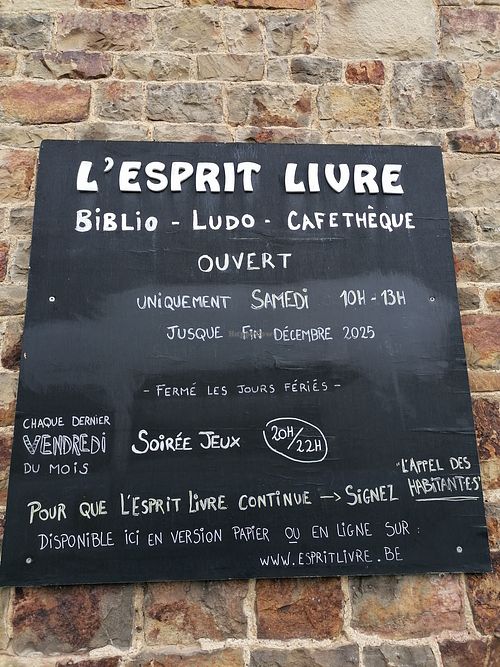 L'ESPRIT LIVRE
BIBLIO - LUDO - CAFETHÈQUE
OUVERT
UNIQUEMENT SAMEDI 10H - 13H
JUSQUE FIN DÉCEMBRE 2025
- FERMÉ LES JOURS FÉRIÉS -
CHAQUE DERNIER
VENDREDI
DU MOIS
SOIRÉE JEUX 20H/22H
POUR QUE L'ESPRIT LIVRE CONTINUE -> SIGNEZ "L'APPEL DES
HABITANTES"
DISPONIBLE ICI EN VERSION PAPIER OU EN LIGNE SUR :
WWW.ESPRITLIVRE.BE